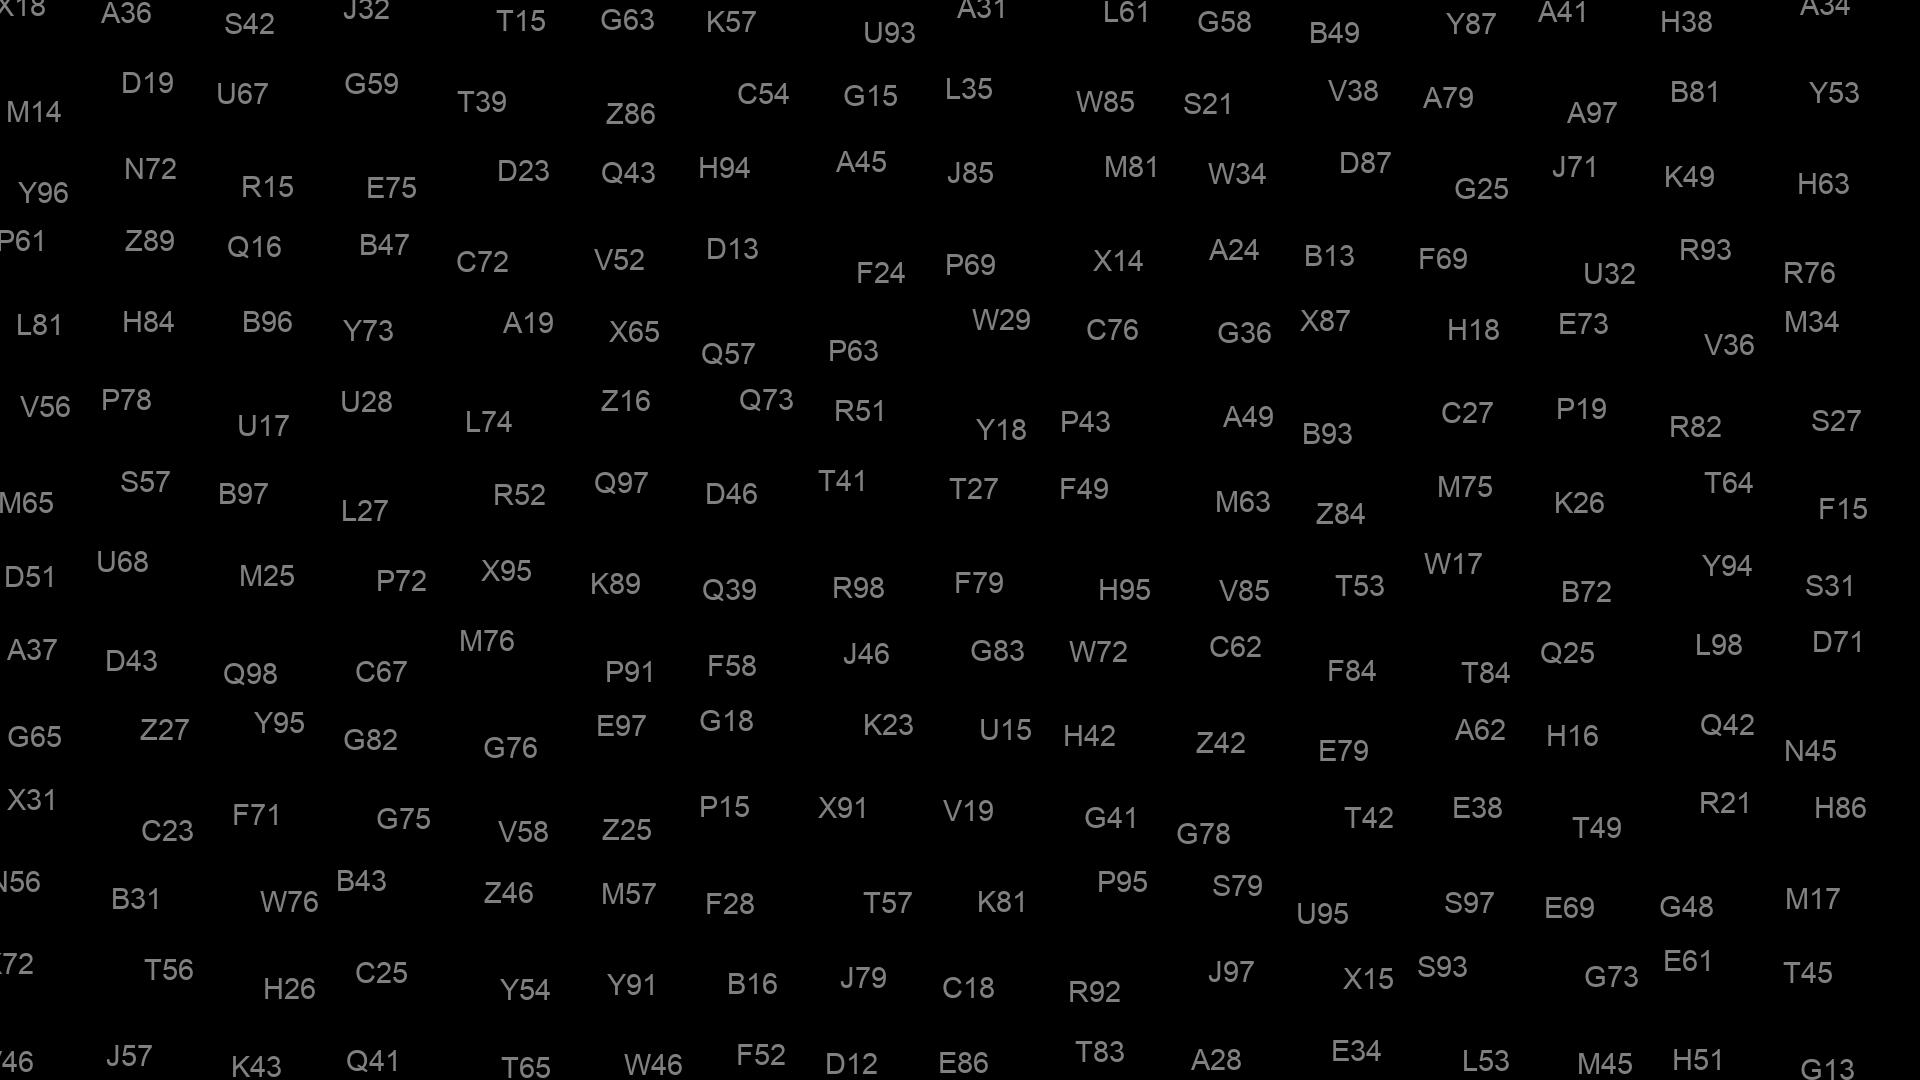 X18 A36 S42 J32 T15 G63 K57 U93 A31 L61 G58 B49 Y87 A41 H38 A34
M14 D19 U67 G59 T39 Z86 C54 G15 L35 W85 S21 V38 A79 A97 B81 Y53
Y96 N72 R15 E75 D23 Q43 H94 A45 J85 M81 W34 D87 G25 J71 K49 H63
P61 Z89 Q16 B47 C72 V52 D13 F24 P69 X14 A24 B13 F69 U32 R93 R76
L81 H84 B96 Y73 A19 X65 Q57 P63 W29 C76 G36 X87 H18 E73 V36 M34
V56 P78 U17 U28 L74 Z16 Q73 R51 Y18 P43 A49 B93 C27 P19 R82 S27
M65 S57 B97 L27 R52 Q97 D46 T41 T27 F49 M63 Z84 M75 K26 T64 F15
D51 U68 M25 P72 X95 K89 Q39 R98 F79 H95 V85 T53 W17 B72 Y94 S31
A37 D43 Q98 C67 M76 P91 F58 J46 G83 W72 C62 F84 T84 Q25 L98 D71
G65 Z27 Y95 G82 G76 E97 G18 K23 U15 H42 Z42 E79 A62 H16 Q42 N45
X31 C23 F71 G75 V58 Z25 P15 X91 V19 G41 G78 T42 E38 T49 R21 H86
N56 B31 W76 B43 Z46 M57 F28 T57 K81 P95 S79 U95 S97 E69 G48 M17
T56 H26 C25 Y54 Y91 B16 J79 C18 R92 J97 X15 S93 G73 E61 T45
J57 K43 Q41 T65 W46 F52 D12 E86 T83 A28 E34 L53 M45 H51 G13